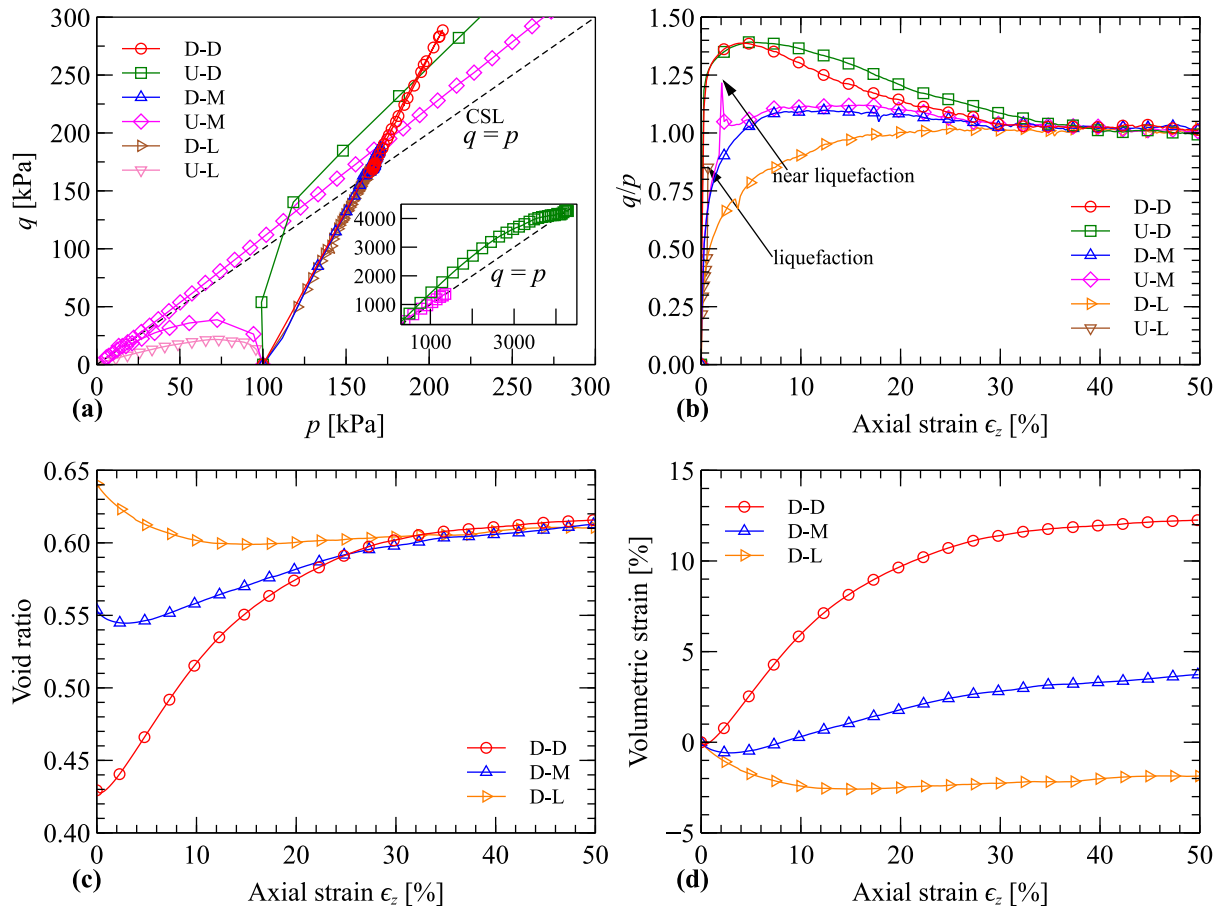 300
250
200
150
100
50
0
q [kPa]
D-D
U-D
D-M
U-M
D-L
U-L
CSL
q = p
4000
3000
2000
1000
q = p
1000 3000
0 50 100 150 200 250 300
(a)
p [kPa]
1.50
1.25
1.00
0.75
0.50
0.25
0.00
q/p
near liquefaction
liquefaction
D-D
U-D
D-M
U-M
D-L
U-L
0 10 20 30 40 50
(b)
Axial strain ϵz [%]
0.65
0.60
0.55
0.50
0.45
0.40
Void ratio
D-D
D-M
D-L
0 10 20 30 40 50
(c)
Axial strain ϵz [%]
15
10
5
0
−5
Volumetric strain [%]
D-D
D-M
D-L
0 10 20 30 40 50
(d)
Axial strain ϵz [%]